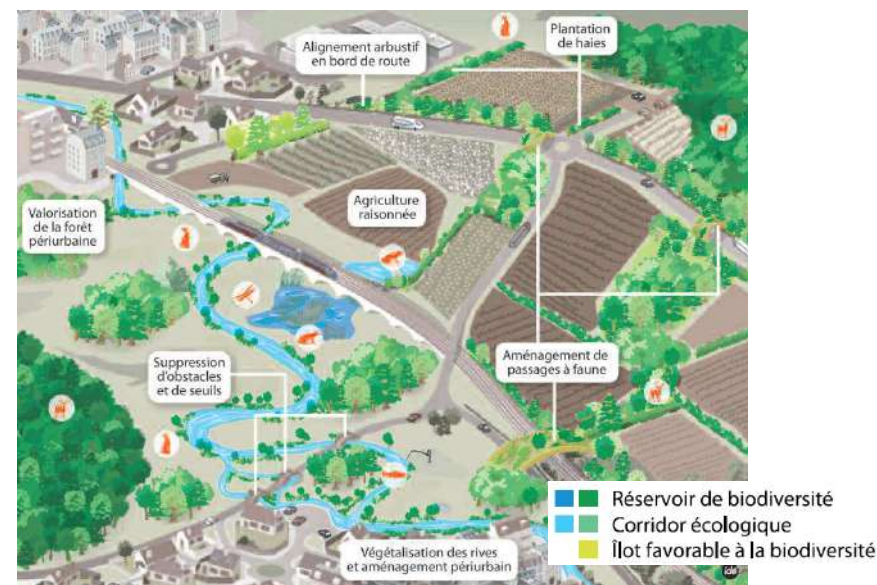 Alignement arbustif
en bord de route
Plantation
de haies
Agriculture
raisonnée
Valorisation
de la forêt
périurbaine
Suppression
d'obstacles
et de seuils
Aménagement de
passages à faune
Végétalisation des rives
et aménagement périurbain
Réservoir de biodiversité
Corridor écologique
Îlot favorable à la biodiversité
idé